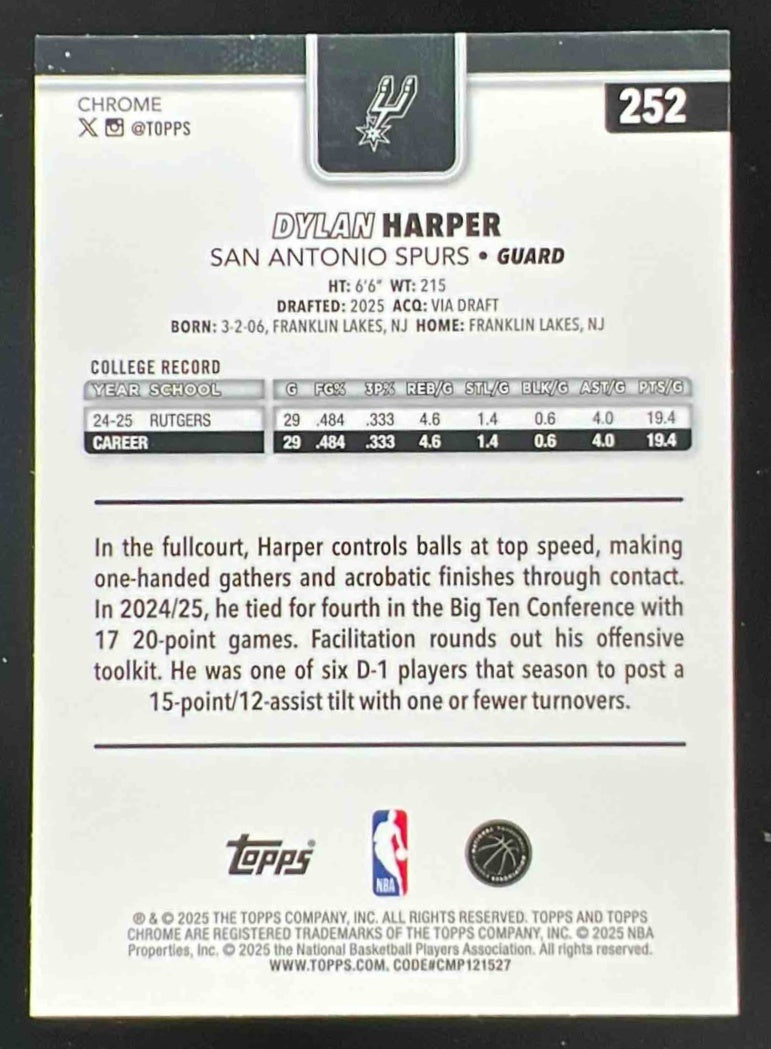 CHROME
252
X @TOPPS
DYLAN HARPER
SAN ANTONIO SPURS • GUARD
HT: 6'6" WT: 215
DRAFTED: 2025 ACQ: VIA DRAFT
BORN: 3-2-06, FRANKLIN LAKES, NJ HOME: FRANKLIN LAKES, NJ
COLLEGE RECORD
YEAR SCHOOL G FG% 3P% REB/G STL/G BLK/G AST/G PTS/G
24-25 RUTGERS 29 .484 .333 4.6 1.4 0.6 4.0 19.4
CAREER 29 .484 .333 4.6 1.4 0.6 4.0 19.4
In the fullcourt, Harper controls balls at top speed, making
one-handed gathers and acrobatic finishes through contact.
In 2024/25, he tied for fourth in the Big Ten Conference with
17 20-point games. Facilitation rounds out his offensive
toolkit. He was one of six D-1 players that season to post a
15-point/12-assist tilt with one or fewer turnovers.
Topps®
NBA
® & © 2025 THE TOPPS COMPANY, INC. ALL RIGHTS RESERVED. TOPPS AND TOPPS
CHROME ARE REGISTERED TRADEMARKS OF THE TOPPS COMPANY, INC. © 2025 NBA
Properties, Inc. © 2025 the National Basketball Players Association. All rights reserved.
WWW.TOPPS.COM. CODE#CMP121527